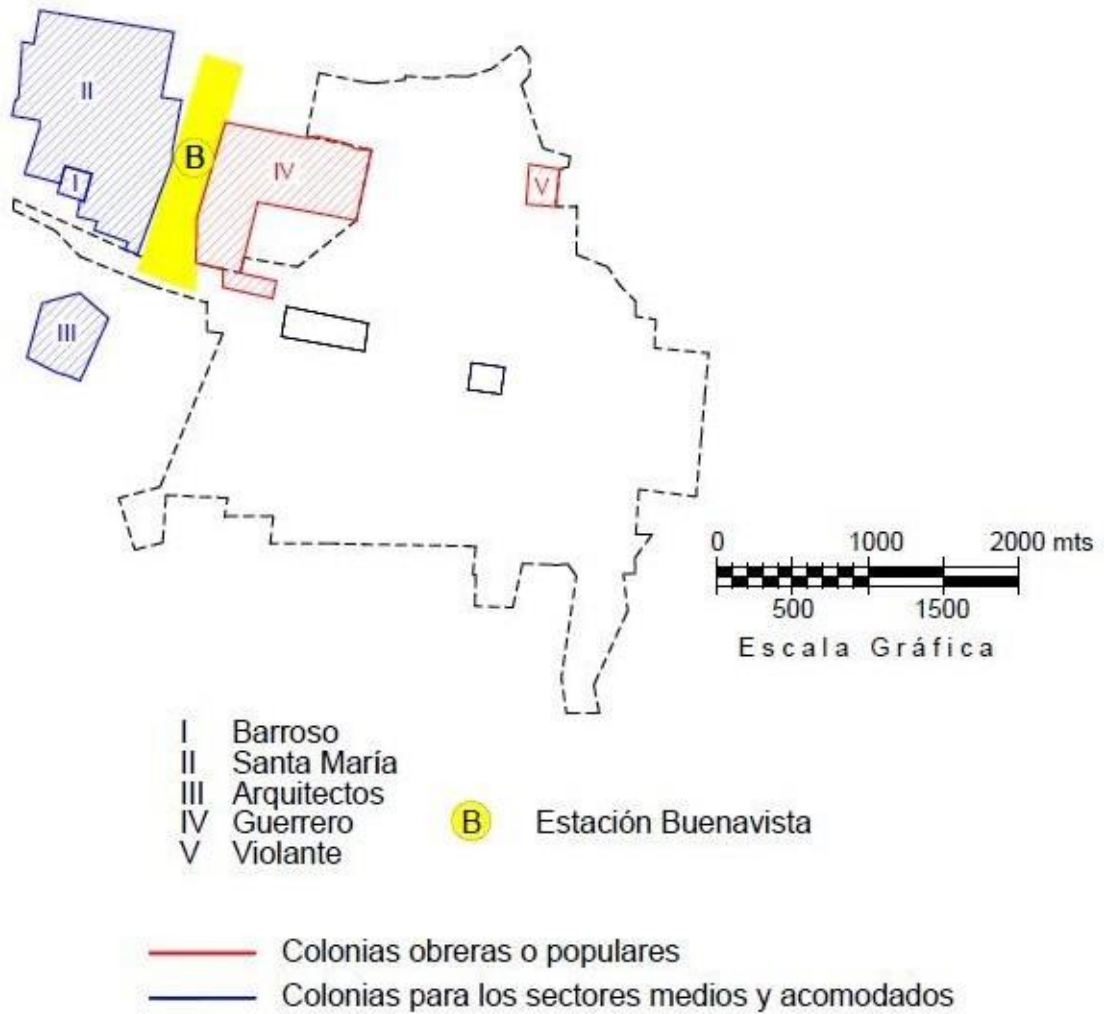 II
B
IV
V
I
III
0 1000 2000 mts
500 1500
Escala Gráfica
I Barroso
II Santa María
III Arquitectos
IV Guerrero
V Violante
B Estación Buenavista
Colonias obreras o populares
Colonias para los sectores medios y acomodados